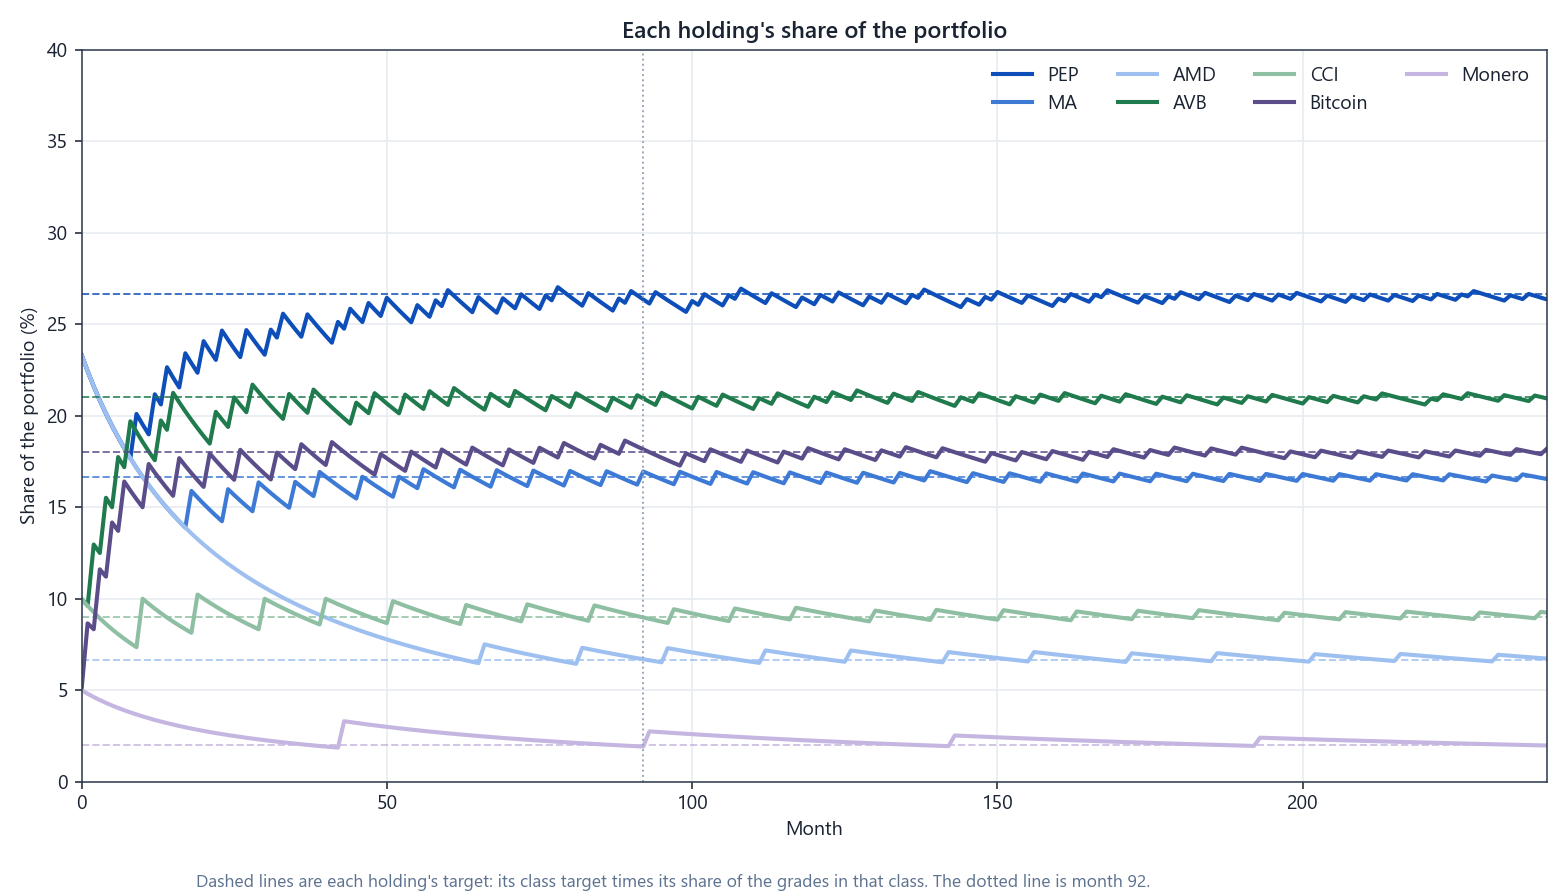 Each holding's share of the portfolio
PEP
MA
AMD
AVB
CCI
Bitcoin
Monero
40
35
30
25
20
15
10
5
0
Share of the portfolio (%)
0
50
100
150
200
Month
Dashed lines are each holding's target: its class target times its share of the grades in that class. The dotted line is month 92.